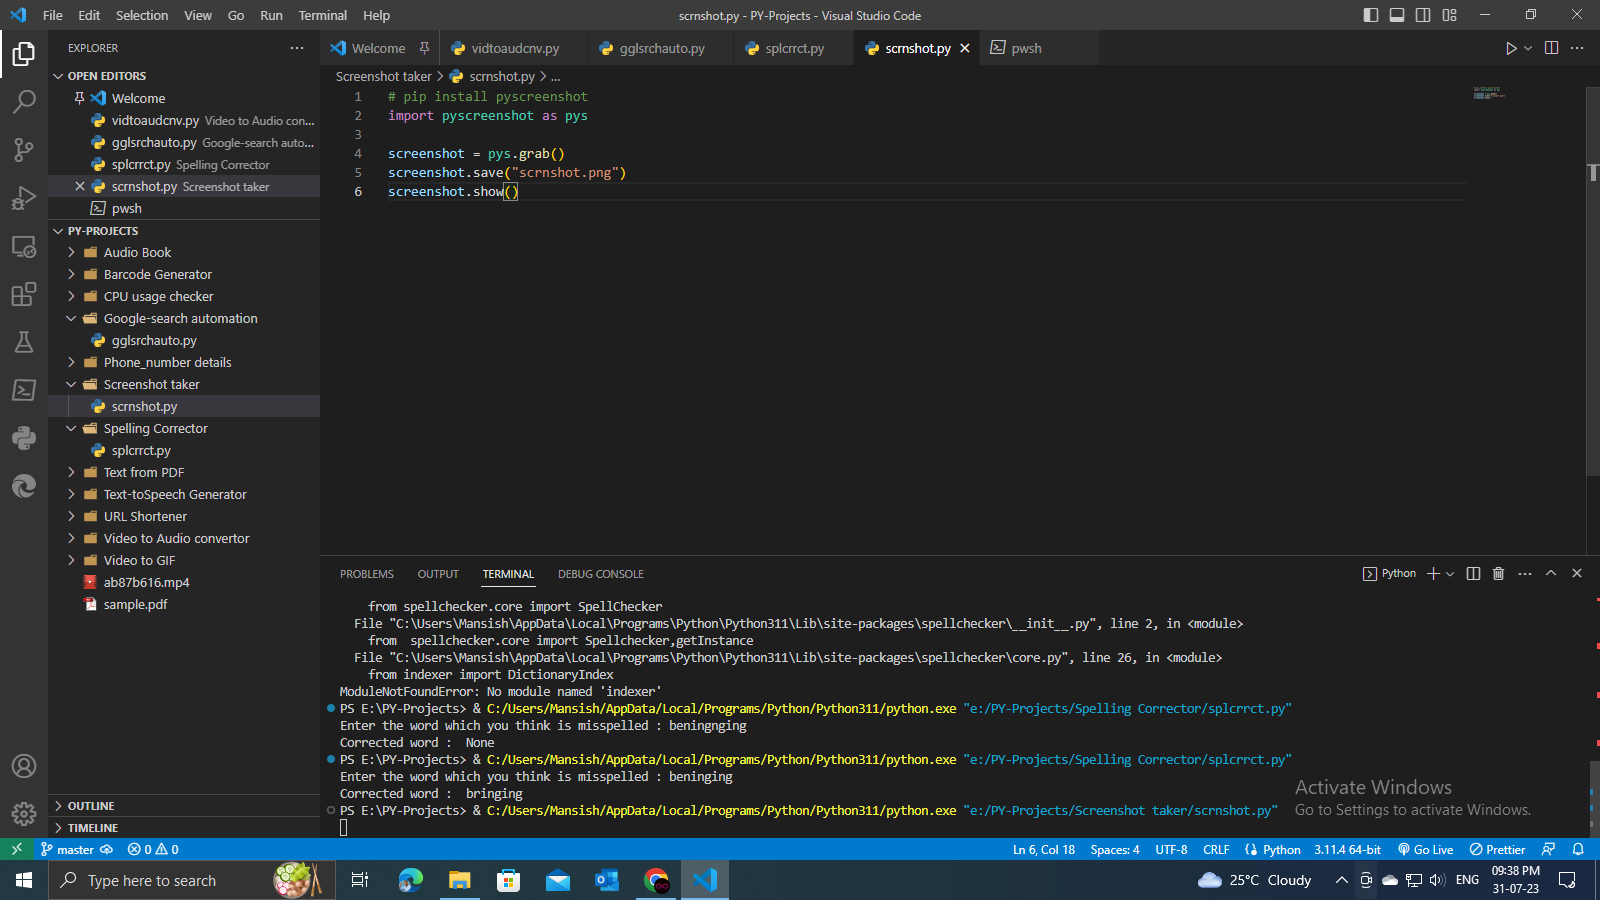 File Edit Selection View Go Run Terminal Help
scrnshot.py - PY-Projects - Visual Studio Code
EXPLORER
OPEN EDITORS
Welcome
vidtoaudcnv.py Video to Audio con...
gglsrchauto.py Google-search auto...
splcrrct.py Spelling Corrector
scrnshot.py Screenshot taker
pwsh
PY-PROJECTS
Audio Book
Barcode Generator
CPU usage checker
Google-search automation
gglsrchauto.py
Phone_number details
Screenshot taker
scrnshot.py
Spelling Corrector
splcrrct.py
Text from PDF
Text-toSpeech Generator
URL Shortener
Video to Audio convertor
Video to GIF
ab87b616.mp4
sample.pdf
OUTLINE
TIMELINE
Welcome vidtoaudcnv.py gglsrchauto.py splcrrct.py scrnshot.py pwsh
Screenshot taker > scrnshot.py > ...
1 # pip install pyscreenshot
2 import pyscreenshot as pys
3
4 screenshot = pys.grab()
5 screenshot.save("scrnshot.png")
6 screenshot.show()
PROBLEMS OUTPUT TERMINAL DEBUG CONSOLE
Python
from spellchecker.core import SpellChecker
File "C:\Users\Mansish\AppData\Local\Programs\Python\Python311\Lib\site-packages\spellchecker\__init__.py", line 2, in <module>
from  spellchecker.core import Spellchecker,getInstance
File "C:\Users\Mansish\AppData\Local\Programs\Python\Python311\Lib\site-packages\spellchecker\core.py", line 26, in <module>
from indexer import DictionaryIndex
ModuleNotFoundError: No module named 'indexer'
PS E:\PY-Projects> & C:/Users/Mansish/AppData/Local/Programs/Python/Python311/python.exe "e:/PY-Projects/Spelling Corrector/splcrrct.py"
Enter the word which you think is misspelled : beningnging
Corrected word :  None
PS E:\PY-Projects> & C:/Users/Mansish/AppData/Local/Programs/Python/Python311/python.exe "e:/PY-Projects/Spelling Corrector/splcrrct.py"
Enter the word which you think is misspelled : beninging
Corrected word :  bringing
PS E:\PY-Projects> & C:/Users/Mansish/AppData/Local/Programs/Python/Python311/python.exe "e:/PY-Projects/Screenshot taker/scrnshot.py"
Activate Windows
Go to Settings to activate Windows.
master 0 0 Ln 6, Col 18 Spaces: 4 UTF-8 CRLF Python 3.11.4 64-bit Go Live Prettier
Type here to search
25°C Cloudy
ENG
09:38 PM
31-07-23